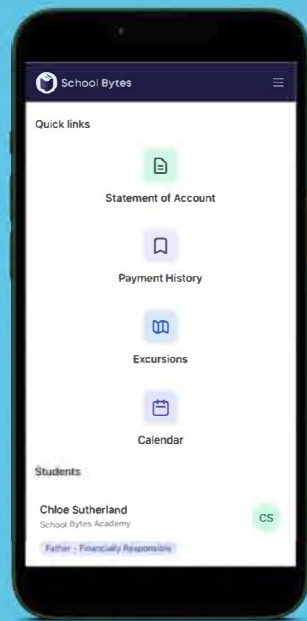 School Bytes
Quick links
Statement of Account
Payment History
Excursions
Calendar
Students
Chloe Sutherland
CS
School Bytes Academy
Father - Financially Responsible